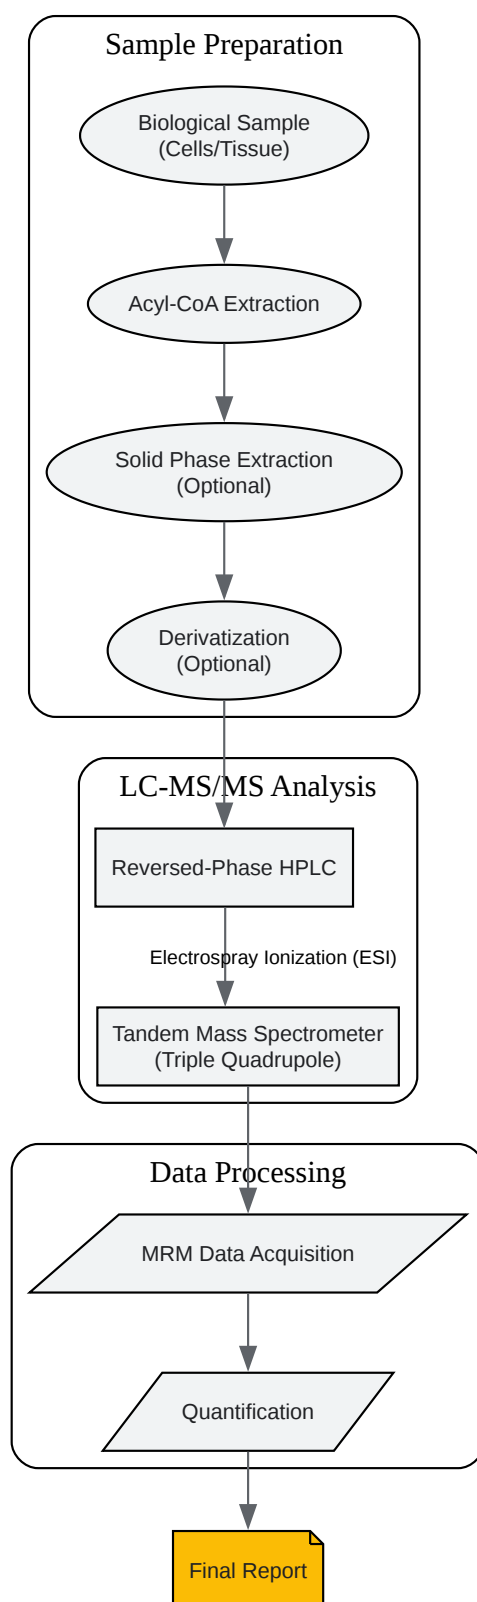 Sample Preparation
Biological Sample
(Cells/Tissue)
Acyl-CoA Extraction
Solid Phase Extraction
(Optional)
Derivatization
(Optional)
LC-MS/MS Analysis
Reversed-Phase HPLC
Electrospray Ionization (ESI)
Tandem Mass Spectrometer
(Triple Quadrupole)
Data Processing
MRM Data Acquisition
Quantification
Final Report